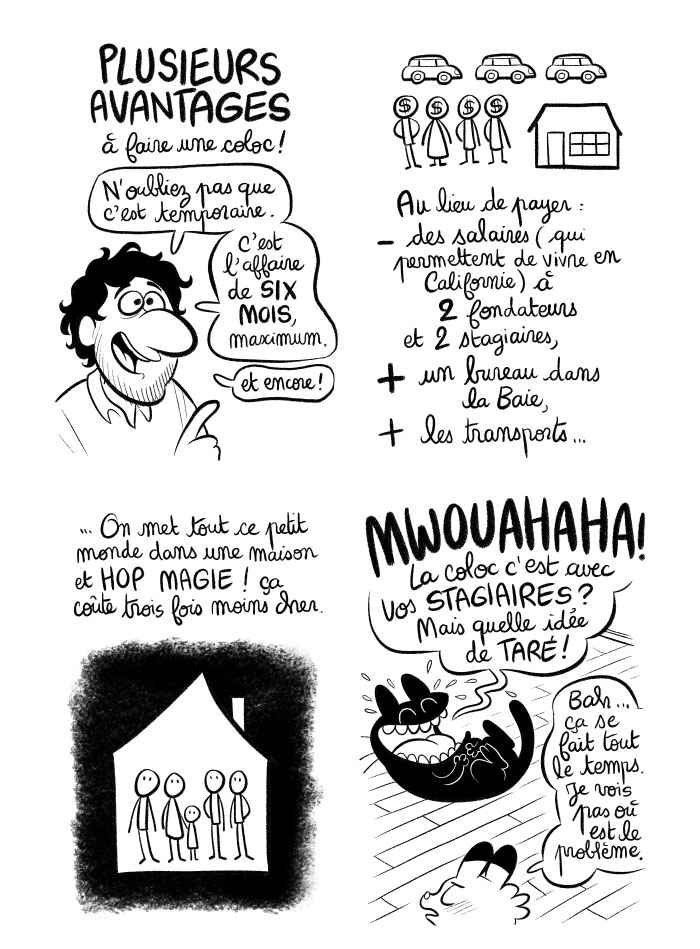 PLUSIEURS
AVANTAGES
à faire une coloc!
N'oubliez pas que
c'est temporaire.
C'est
l'affaire
de SIX
MOIS,
maximum.
et encore!
$ $ $ $
Au lieu de payer :
- des salaires (qui
permettent de vivre en
Californie) à
2 fondateurs
et 2 stagiaires,
+ un bureau dans
la Baie,
+ les transports...
... On met tout ce petit
monde dans une maison
et HOP MAGIE! ça
coûte trois fois moins cher.
MWOUAHAHA!
La coloc c'est avec
vos STAGIAIRES?
Mais quelle idée
de TARÉ!
Bah...
ça se
fait tout
le temps.
Je vois
pas où
est le
problème.